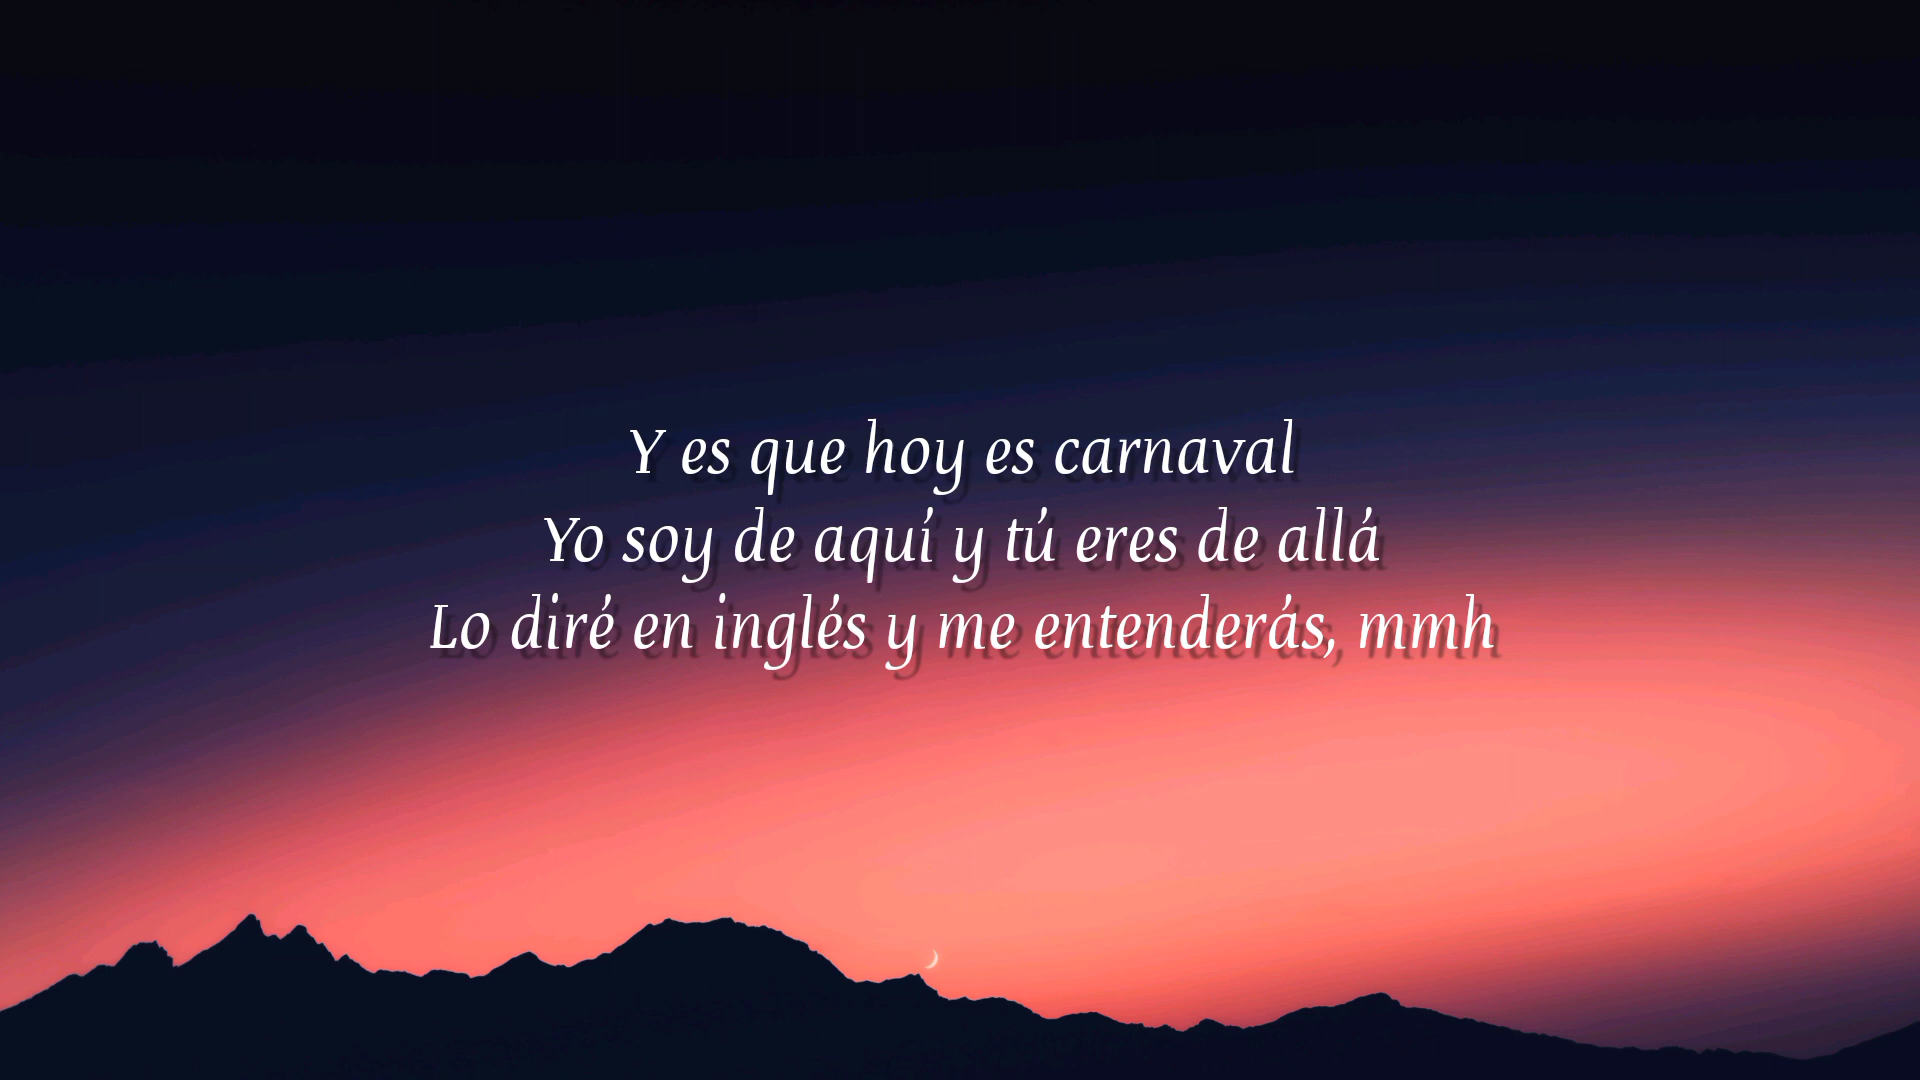 Y es que hoy es carnaval
Yo soy de aquí y tú eres de allá
Lo diré en inglés y me entenderás, mmh